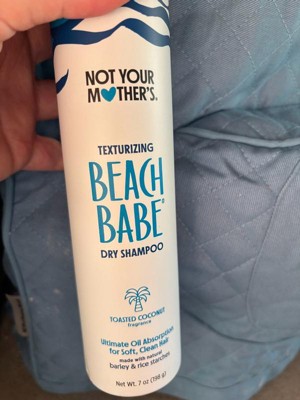 NOT YOUR
MOTHER'S®
TEXTURIZING
BEACH
BABE®
DRY SHAMPOO
TOASTED COCONUT
fragrance
Ultimate Oil Absorption
for Soft, Clean Hair
made with natural
barley & rice starches
Net Wt. 7 oz (198 g)